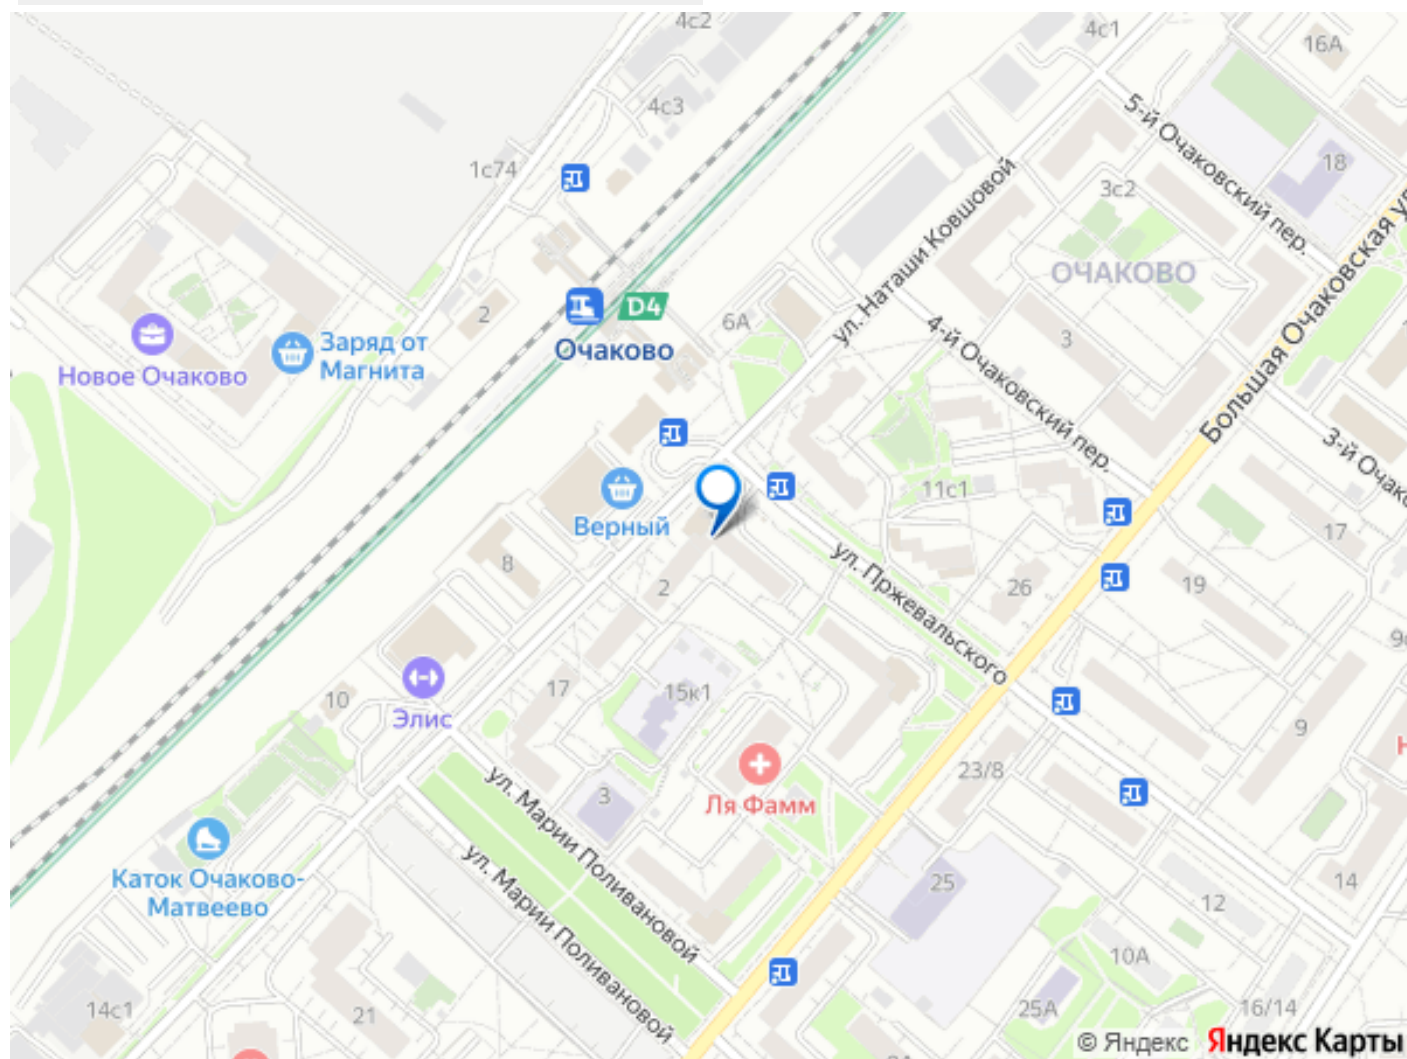 4с2
4с1
16А
4с3
5-й Очаковский пер.
18
1с74
3с2
ул. Наташи Ковшовой
ОЧАКОВО
Большая Очаковская ул
2
D4
6А
Очаково
Заряд от
Магнита
Новое Очаково
3
4-й Очаковский пер.
3-й Очако
11с1
17
Верный
8
2
ул. Пржевальского
26
19
9
17
15к1
10
Элис
9
23/8
Ля Фамм
3
ул. Марии Поливановой
ул. Марии Поливановой
Каток Очаково-
Матвеево
25
14
12
10А
14с1
21
25А
16/14
© Яндекс Яндекс Карты